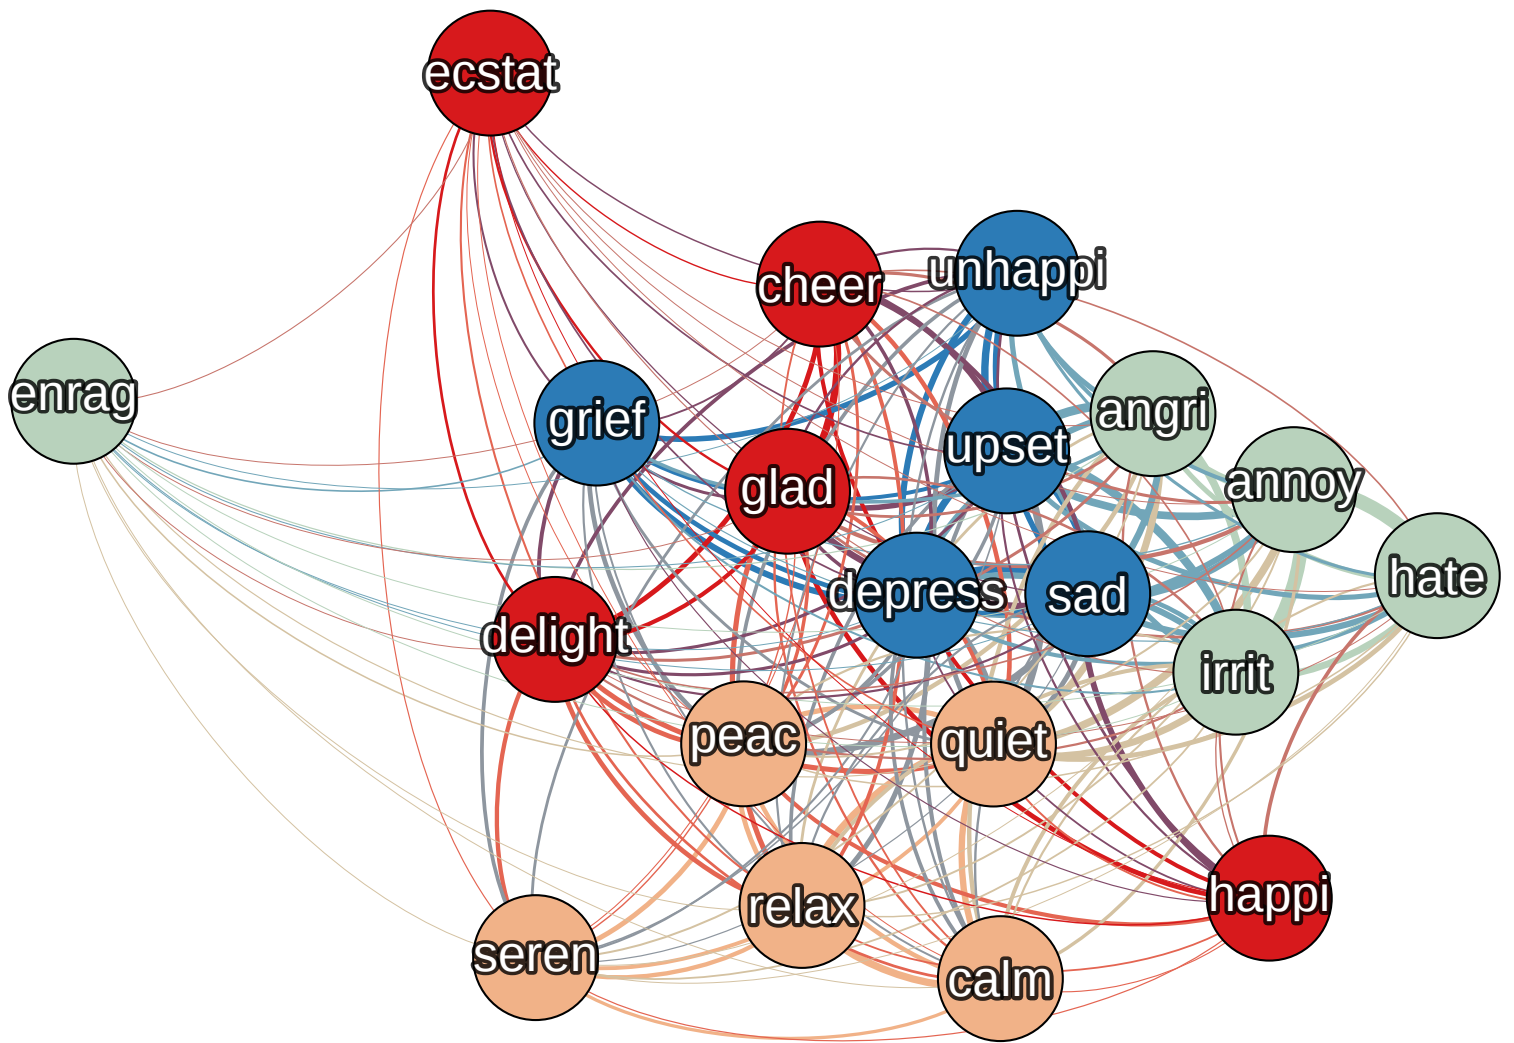 ecstat
cheer
unhappi
enrag
grief
angri
upset
glad
annoy
depress
sad
hate
delight
irrit
peac
quiet
relax
happi
seren
calm